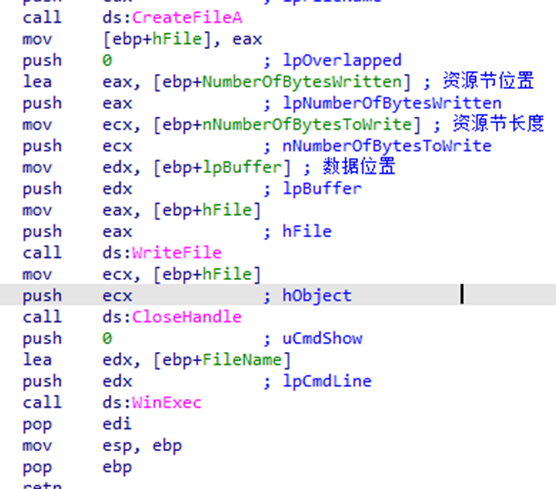 call ds:CreateFileA
mov [ebp+hFile], eax
push 0 ; lpOverlapped
lea eax, [ebp+NumberOfBytesWritten] ; 资源节位置
push eax ; lpNumberOfBytesWritten
mov ecx, [ebp+nNumberOfBytesToWrite] ; 资源节长度
push ecx ; nNumberOfBytesToWrite
mov edx, [ebp+lpBuffer] ; 数据位置
push edx ; lpBuffer
mov eax, [ebp+hFile]
push eax ; hFile
call ds:WriteFile
mov ecx, [ebp+hFile]
push ecx ; hObject
call ds:CloseHandle
push 0 ; uCmdShow
lea edx, [ebp+FileName]
push edx ; lpCmdLine
call ds:WinExec
pop edi
mov esp, ebp
pop ebp
retn